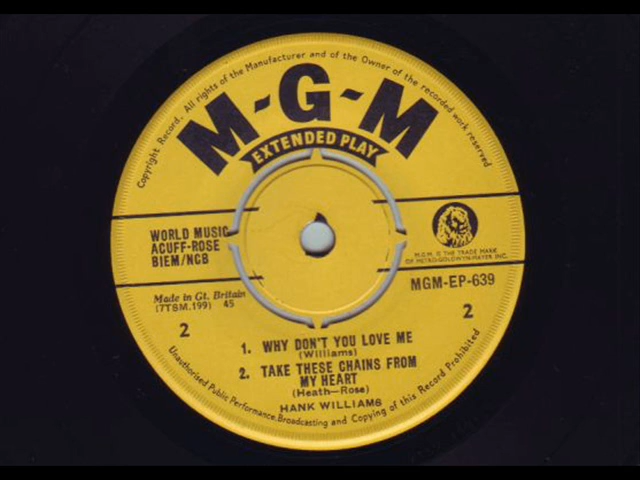 Copyright Record. All rights of the Manufacturer and of the Owner of the recorded work reserved
M-G-M
EXTENDED PLAY
WORLD MUSIC
ACUFF-ROSE
BIEM/NCB
M.G.M. IS THE TRADE MARK
OF METRO-GOLDWYN-MAYER INC.
MGM-EP-639
Made in Gt. Britain
(7TSM.199) 45
2
2
1. WHY DON'T YOU LOVE ME
(Williams)
2. TAKE THESE CHAINS FROM
MY HEART
(Heath-Rose)
HANK WILLIAMS
Unauthorised Public Performance, Broadcasting and Copying of this Record Prohibited